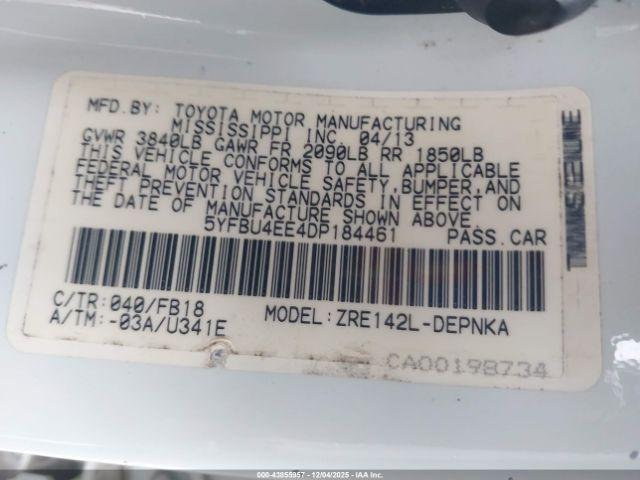 MFD.BY: TOYOTA MOTOR MANUFACTURING
MISSISSIPPI INC 04/13
GVWR 3840LB GAWR FR 2090LB RR 1850LB
THIS VEHICLE CONFORMS TO ALL APPLICABLE
FEDERAL MOTOR VEHICLE SAFETY,BUMPER,AND
THEFT PREVENTION STANDARDS IN EFFECT ON
THE DATE OF MANUFACTURE SHOWN ABOVE.
5YFBU4EE4DP184461 PASS.CAR
C/TR:040/FB18
A/TM:-03A/U341E
MODEL:ZRE142L-DEPNKA
CA00198734
000-43855957 - 12/04/2025 - IAA Inc.